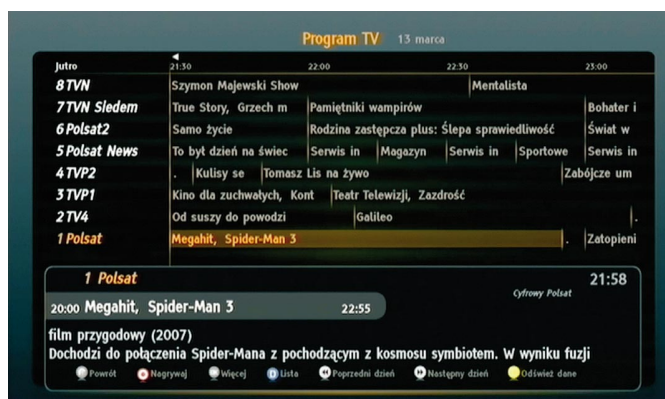 Program TV 13 marca
Jutro 21:30 22:00 22:30 23:00
8 TVN Szymon Majewski Show Mentalista
7 TVN Siedem True Story, Grzech m Pamiętniki wampirów Bohater i
6 Polsat2 Samo życie Rodzina zastępcza plus: Ślepa sprawiedliwość Świat w
5 Polsat News To był dzień na świec Serwis in Magazyn Serwis in Sportowe Serwis in
4 TVP2 . Kulisy se Tomasz Lis na żywo Zabójcze um
3 TVP1 Kino dla zuchwałych, Kont Teatr Telewizji, Zazdrość
2 TV4 Od suszy do powodzi Galileo .
1 Polsat Megahit, Spider-Man 3 . Zatopieni
1 Polsat 21:58
Cyfrowy Polsat
20:00 Megahit, Spider-Man 3 22:55
film przygodowy (2007)
Dochodzi do połączenia Spider-Mana z pochodzącym z kosmosu symbiotem. W wyniku fuzji
Powrót Nagrywaj Więcej D Lista Poprzedni dzień Następny dzień Odśwież dane